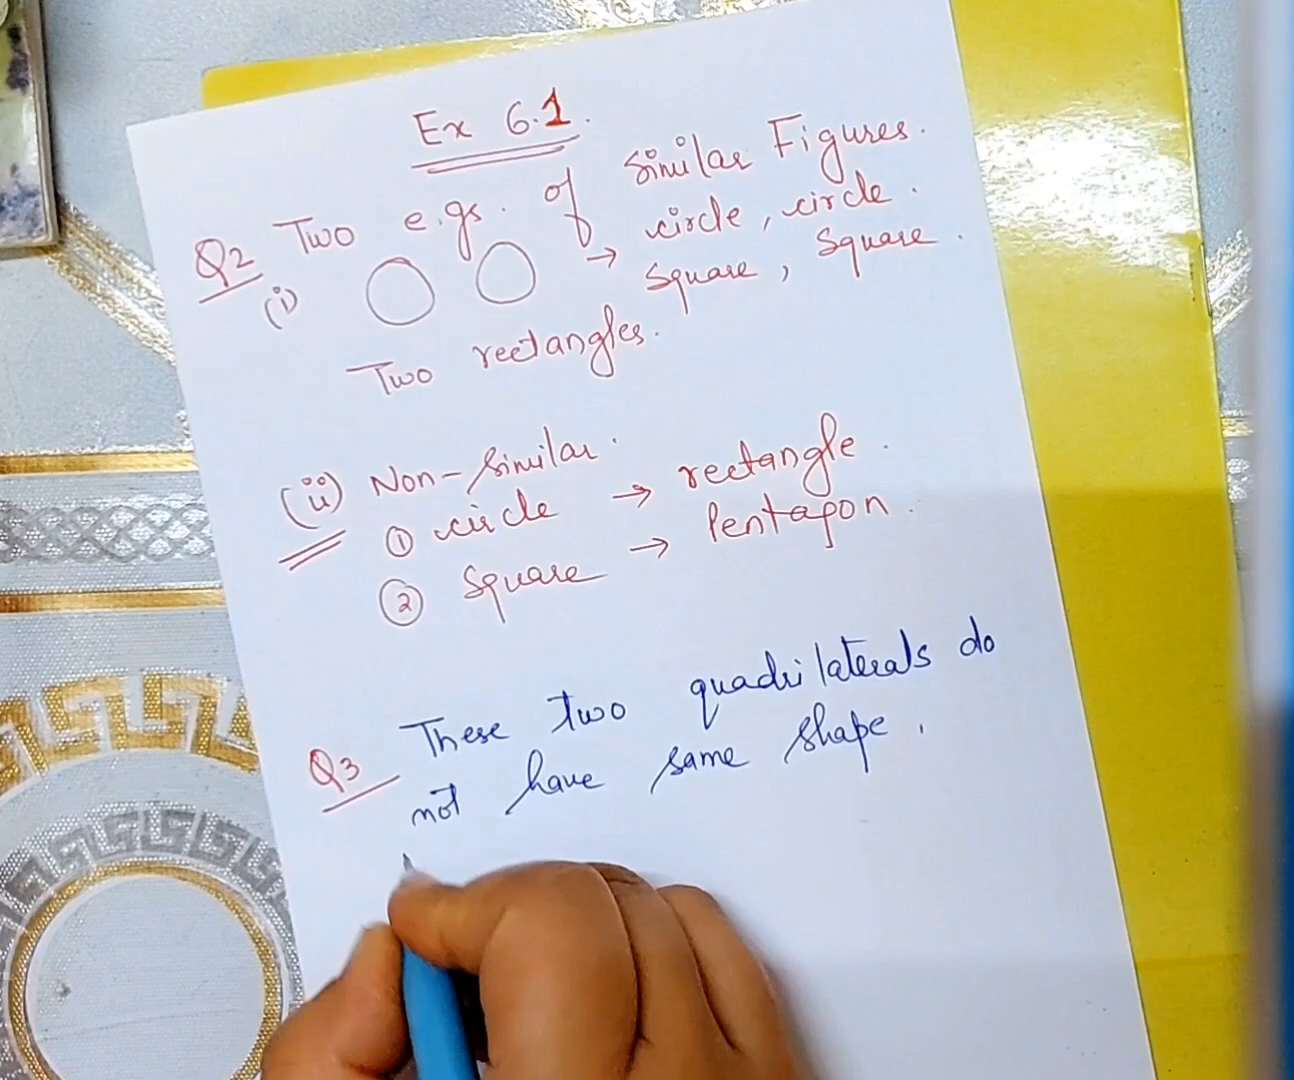 Ex 6.1.
Q2 Two e.gs. of similar Figures.
(i) → circle, circle.
square, square.
Two rectangles.
(ii) Non-similar.
① circle → rectangle.
② square → Pentagon.
Q3 These two quadrilaterals do
not have same shape.